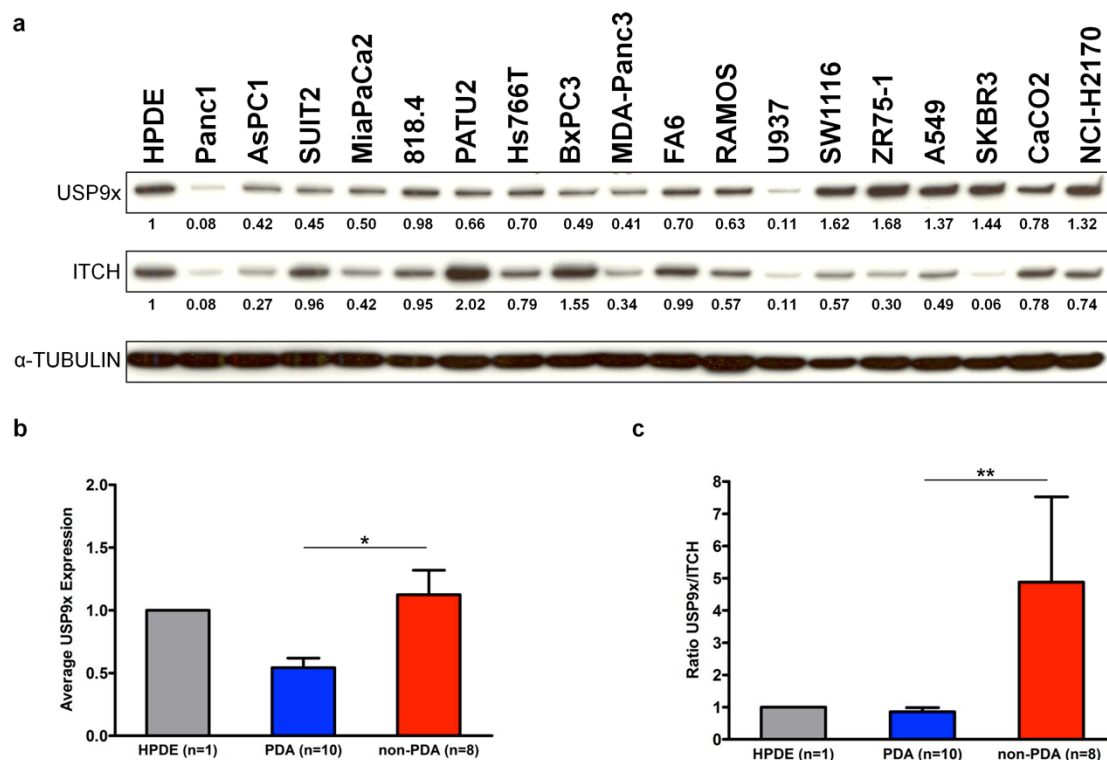 a
HPDE Panc1 AsPC1 SUIT2 MiaPaCa2 818.4 PATU2 Hs766T BxPC3 MDA-Panc3 FA6 RAMOS U937 SW1116 ZR75-1 A549 SKBR3 CaCO2 NCI-H2170
USP9x
1 0.08 0.42 0.45 0.50 0.98 0.66 0.70 0.49 0.41 0.70 0.63 0.11 1.62 1.68 1.37 1.44 0.78 1.32
ITCH
1 0.08 0.27 0.96 0.42 0.95 2.02 0.79 1.55 0.34 0.99 0.57 0.11 0.57 0.30 0.49 0.06 0.78 0.74
α-TUBULIN
b
Average USP9x Expression
2.0
1.5
1.0
0.5
0.0
*
HPDE (n=1) PDA (n=10) non-PDA (n=8)
c
Ratio USP9x/ITCH
8
7
6
5
4
3
2
1
0
**
HPDE (n=1) PDA (n=10) non-PDA (n=8)